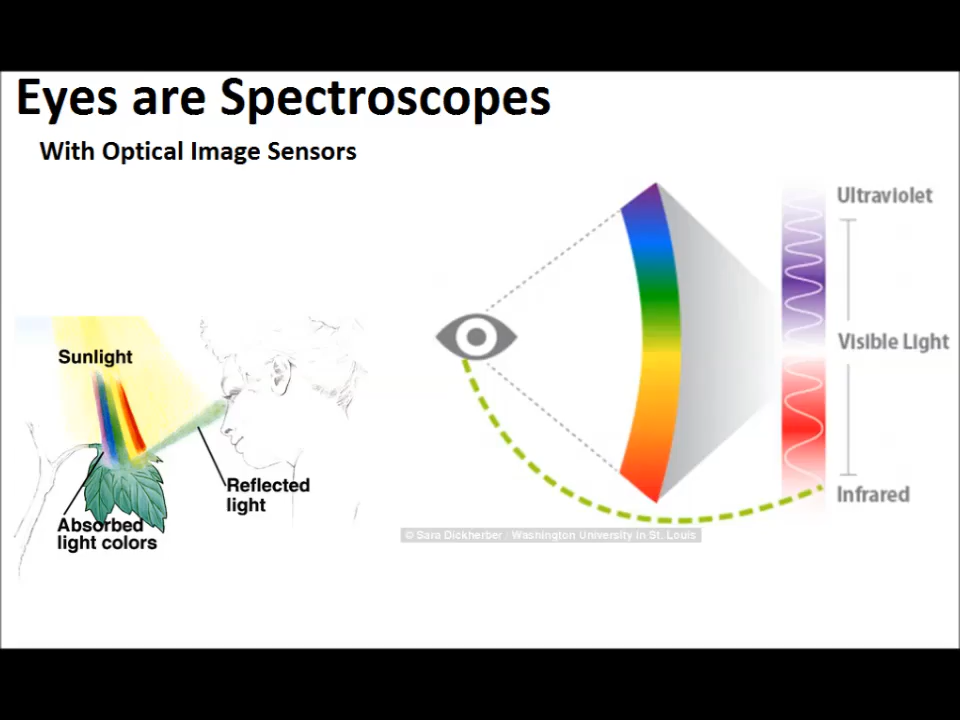 Eyes are Spectroscopes
With Optical Image Sensors
Ultraviolet
Sunlight
Visible Light
Reflected
light
Infrared
Absorbed
light colors
© Sara Dickherber / Washington University in St. Louis